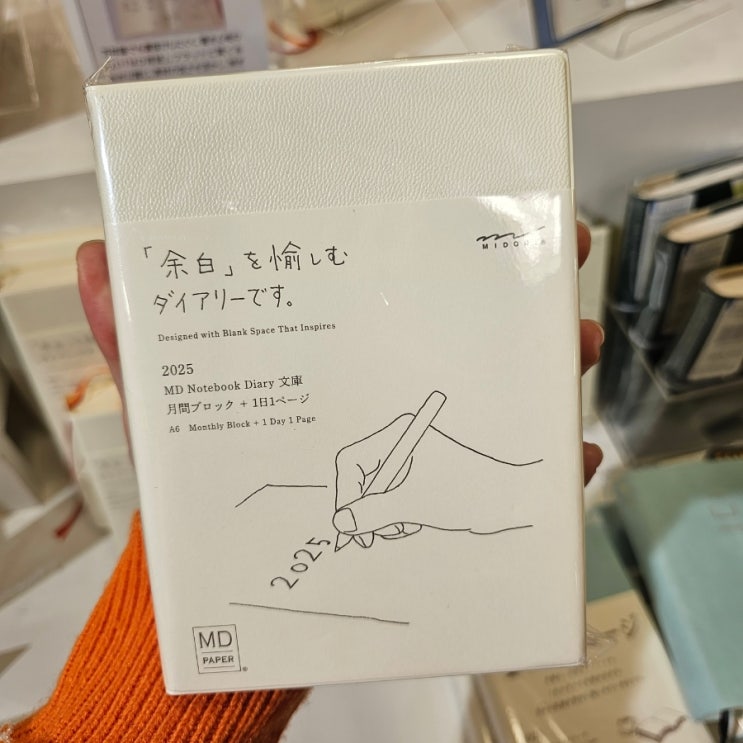 「余白」を愉しむ
ダイアリーです。
MIDORI
Designed with Blank Space That Inspires
2025
MD Notebook Diary 文庫
月間ブロック + 1日1ページ
A6 Monthly Block + 1 Day 1 Page
2025
MD
PAPER
®